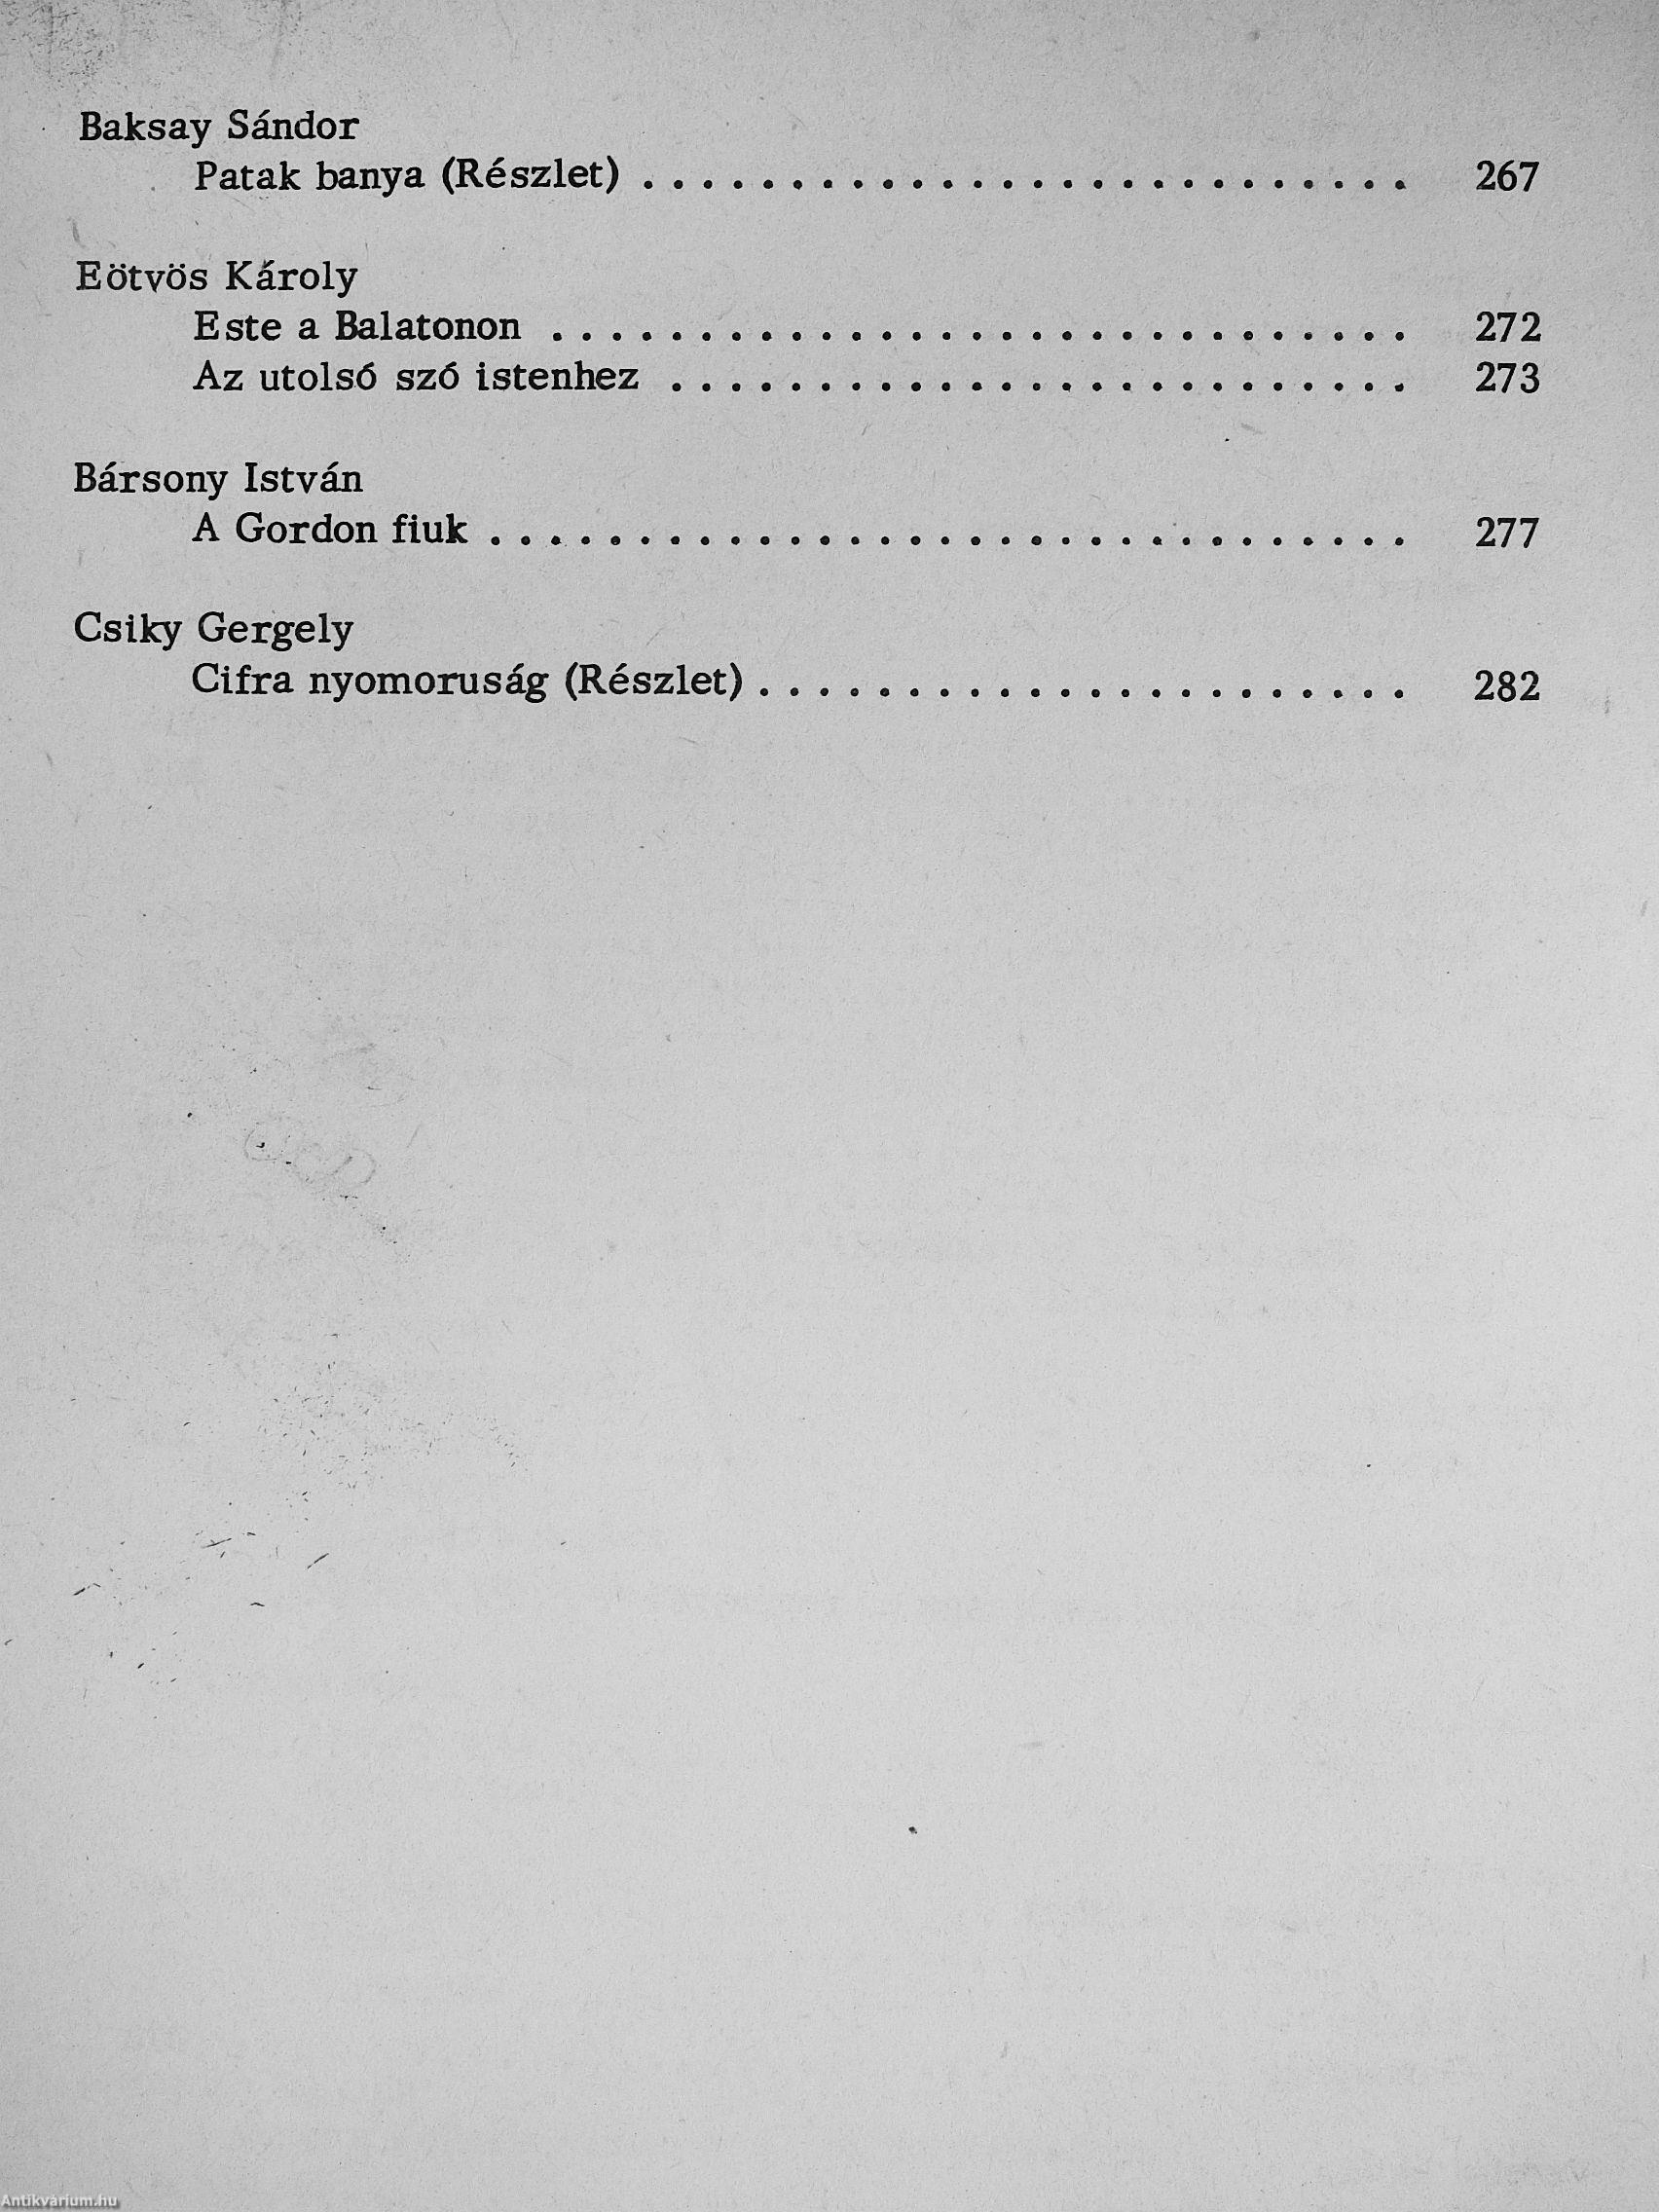 Baksay Sándor
Patak banya (Részlet) . . . . . . . . . . . . . . . . . . . . . . . . . . 267
Eötvös Károly
Este a Balatonon . . . . . . . . . . . . . . . . . . . . . . . . . . . . . 272
Az utolsó szó istenhez . . . . . . . . . . . . . . . . . . . . . . . . . 273
Bársony István
A Gordon fiuk . . . . . . . . . . . . . . . . . . . . . . . . . . . . . . . 277
Csiky Gergely
Cifra nyomoruság (Részlet) . . . . . . . . . . . . . . . . . . . . . . 282
Antikvárium.hu